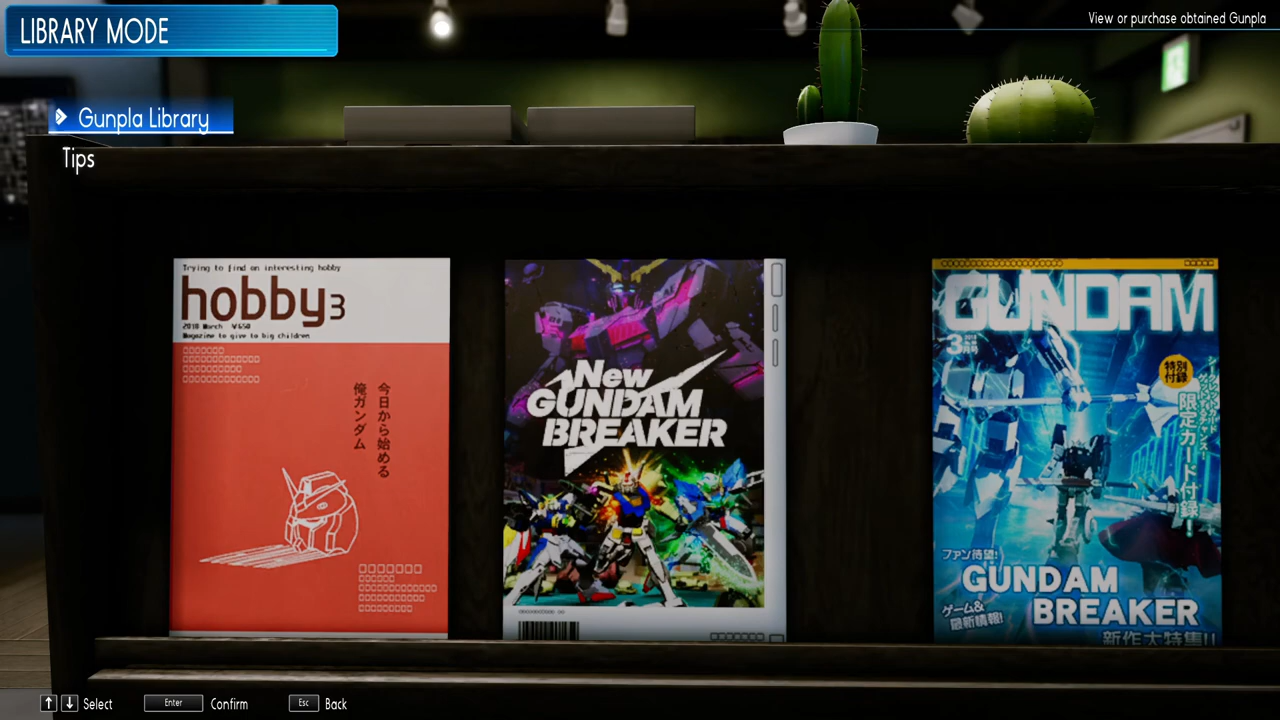 LIBRARY MODE
View or purchase obtained Gunpla
Gunpla Library
Tips
Trying to find an interesting hobby
hobby3
2018 March ¥650
Magazine to give to big children
今日から始める
俺ガンダム
New
GUNDAM
BREAKER
GUNDAM
3月号
特別
付録
限定カード付録!
ファン待望!
GUNDAM
BREAKER
ゲーム&
最新情報!
新作大特集!!
Select
Enter Confirm
Esc Back